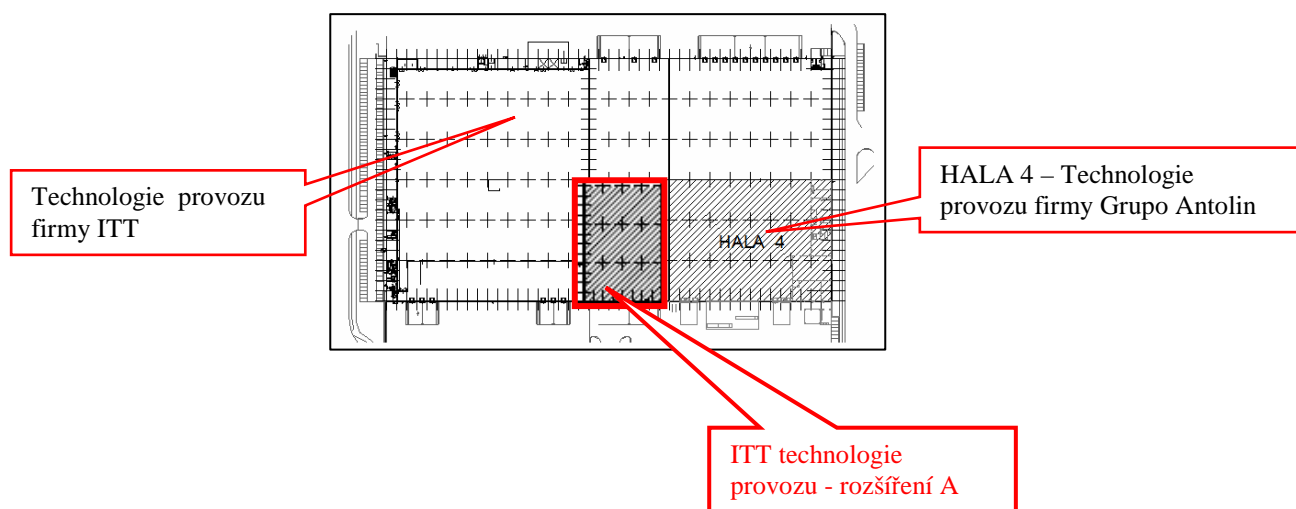 Technologie provozu
firmy ITT
HALA 4 – Technologie
provozu firmy Grupo Antolin
HALA 4
ITT technologie
provozu - rozšíření A